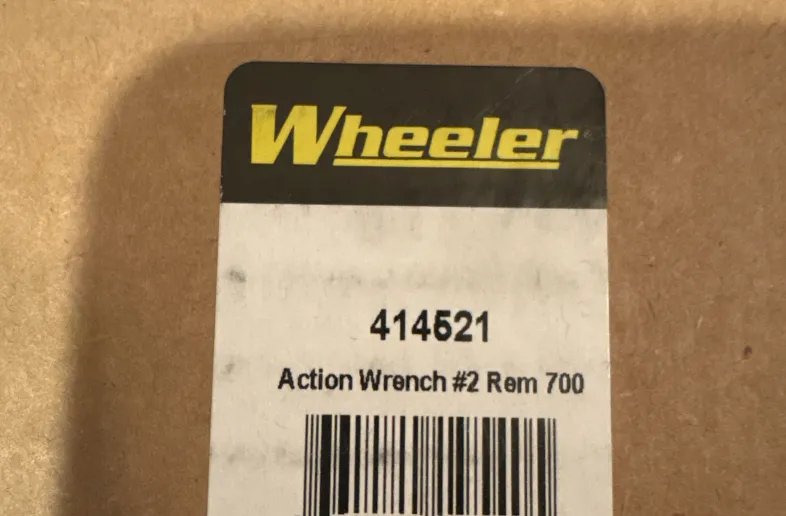 Wheeler
414521
Action Wrench #2 Rem 700